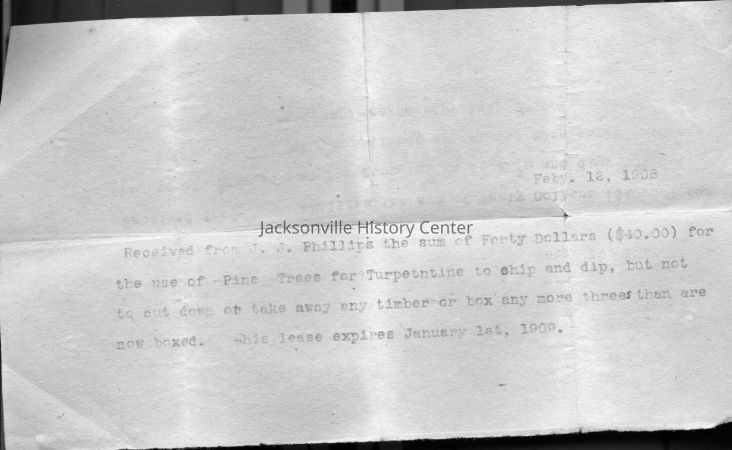 Feby. 12, 1908
Jacksonville History Center
Received from J. J. Phillips the sum of Forty Dollars ($40.00) for
the use of Pine Trees for Turpetntine to chip and dip, but not
to cut down or take away any timber or box any more threes than are
now boxed. This lease expires January 1st, 1909.